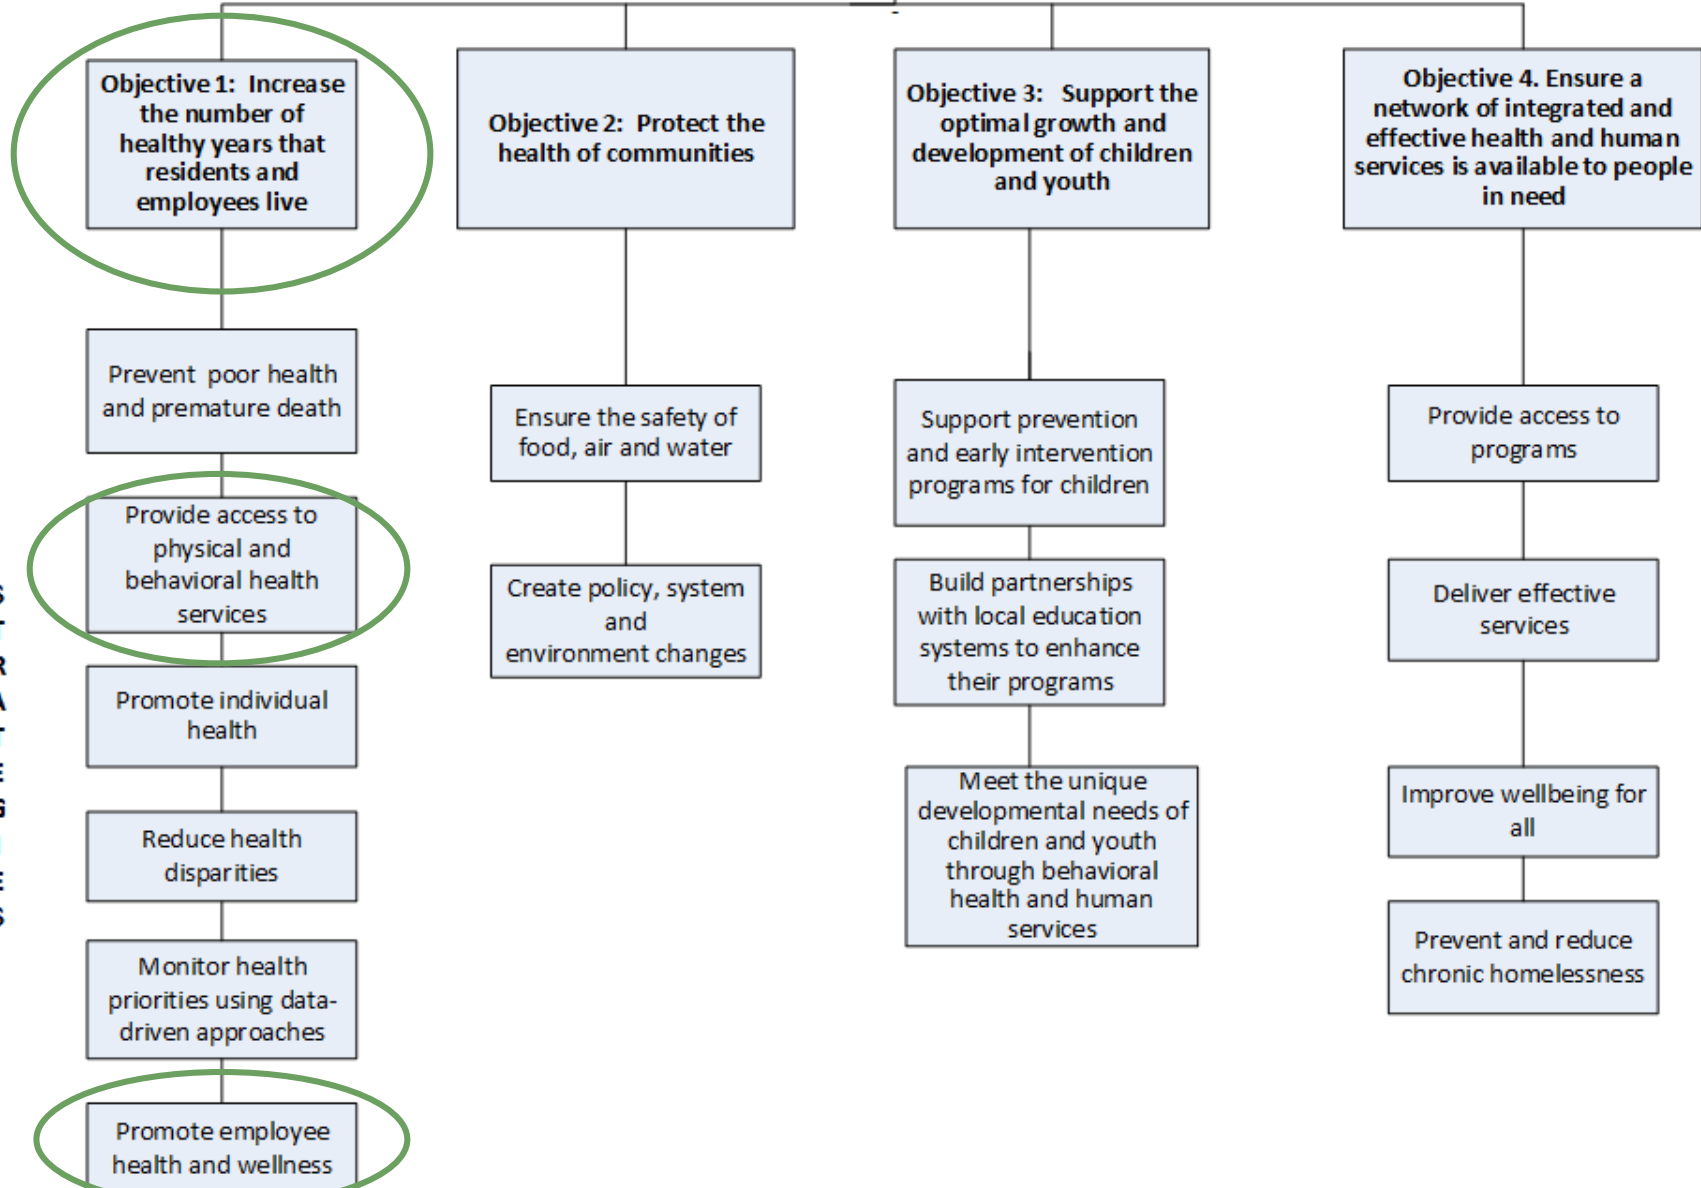 Objective 1: Increase
the number of
healthy years that
residents and
employees live
Prevent poor health
and premature death
Provide access to
physical and
behavioral health
services
Promote individual
health
Reduce health
disparities
Monitor health
priorities using data-
driven approaches
Promote employee
health and wellness
Objective 2: Protect the
health of communities
Ensure the safety of
food, air and water
Create policy, system
and
environment changes
Objective 3: Support the
optimal growth and
development of children
and youth
Support prevention
and early intervention
programs for children
Build partnerships
with local education
systems to enhance
their programs
Meet the unique
developmental needs of
children and youth
through behavioral
health and human
services
Objective 4. Ensure a
network of integrated and
effective health and human
services is available to people
in need
Provide access to
programs
Deliver effective
services
Improve wellbeing for
all
Prevent and reduce
chronic homelessness